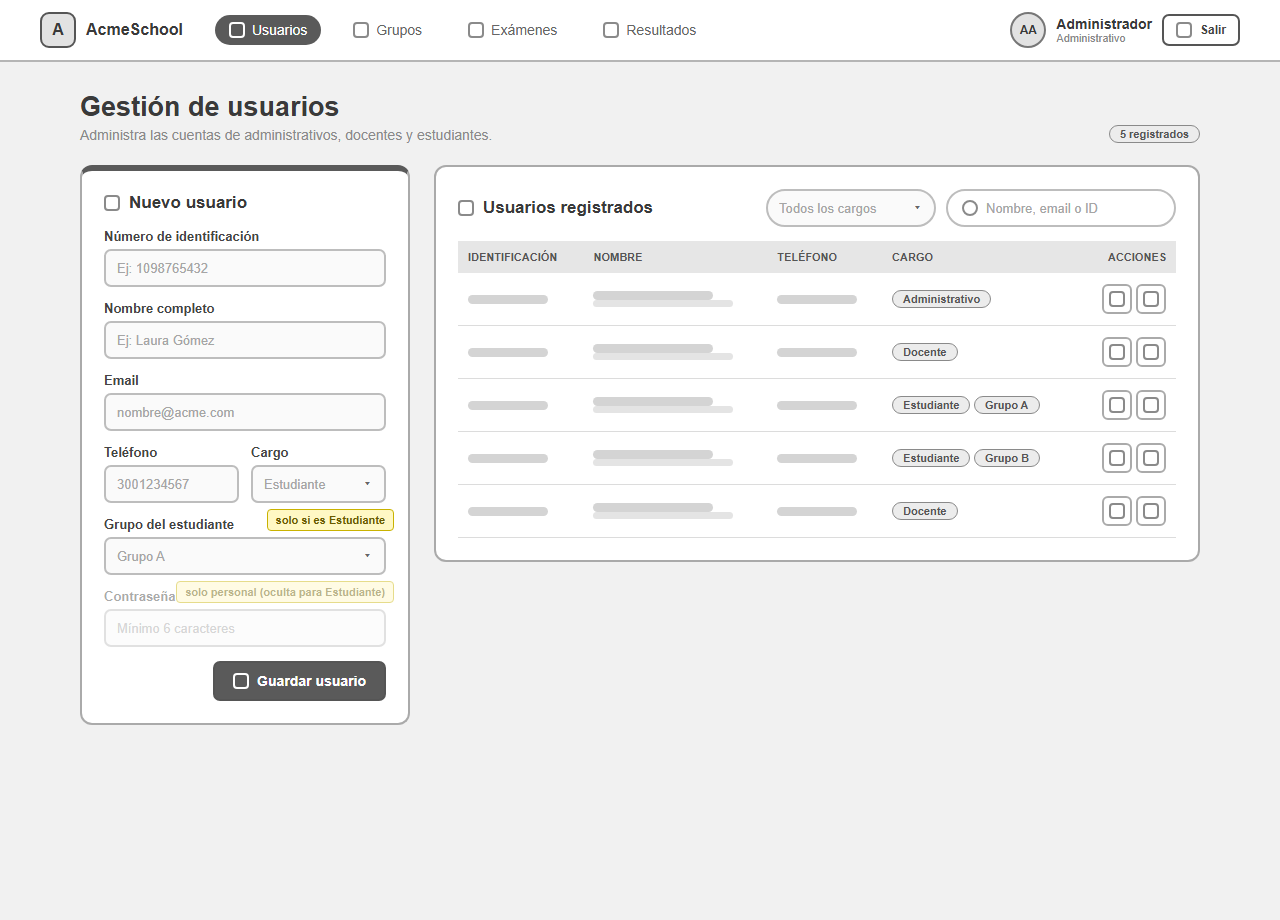 A AcmeSchool Usuarios Grupos Exámenes Resultados AA Administrador Salir
Administrativo
Gestión de usuarios
Administra las cuentas de administrativos, docentes y estudiantes.
5 registrados
Nuevo usuario
Número de identificación
Ej: 1098765432
Nombre completo
Ej: Laura Gómez
Email
nombre@acme.com
Teléfono Cargo
3001234567 Estudiante
Grupo del estudiante solo si es Estudiante
Grupo A
Contraseña solo personal (oculta para Estudiante)
Mínimo 6 caracteres
Guardar usuario
Usuarios registrados Todos los cargos Nombre, email o ID
IDENTIFICACIÓN NOMBRE TELÉFONO CARGO ACCIONES
Administrativo
Docente
Estudiante Grupo A
Estudiante Grupo B
Docente